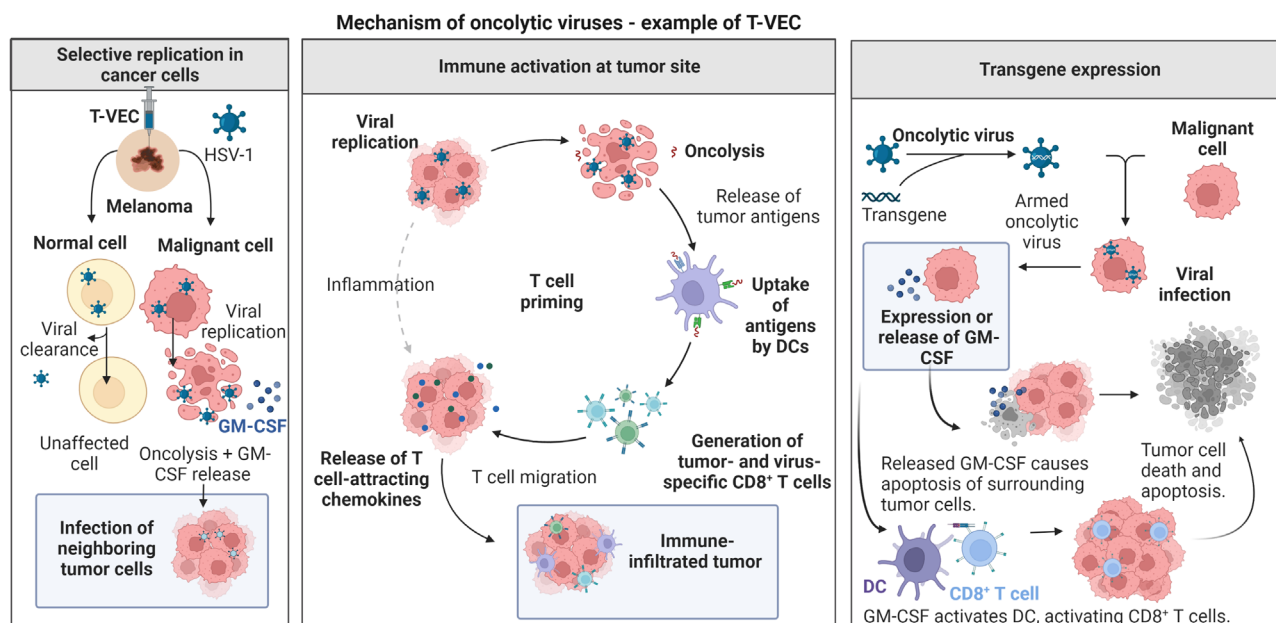 Mechanism of oncolytic viruses - example of T-VEC
Selective replication in
cancer cells
T-VEC
HSV-1
Melanoma
Normal cell
Malignant cell
Viral
clearance
Viral
replication
GM-CSF
Unaffected
cell
Oncolysis + GM-
CSF release
Infection of
neighboring
tumor cells
Immune activation at tumor site
Viral
replication
Oncolysis
Release of
tumor antigens
Inflammation
T cell
priming
Uptake
of
antigens
by DCs
Generation of
tumor- and virus-
specific CD8⁺ T cells
T cell migration
Release of T
cell-attracting
chemokines
Immune-
infiltrated tumor
Transgene expression
Oncolytic virus
Malignant
cell
Transgene
Armed
oncolytic
virus
Viral
infection
Expression or
release of GM-
CSF
Released GM-CSF causes
apoptosis of surrounding
tumor cells.
Tumor cell
death and
apoptosis.
DC
CD8⁺ T cell
GM-CSF activates DC, activating CD8⁺ T cells.